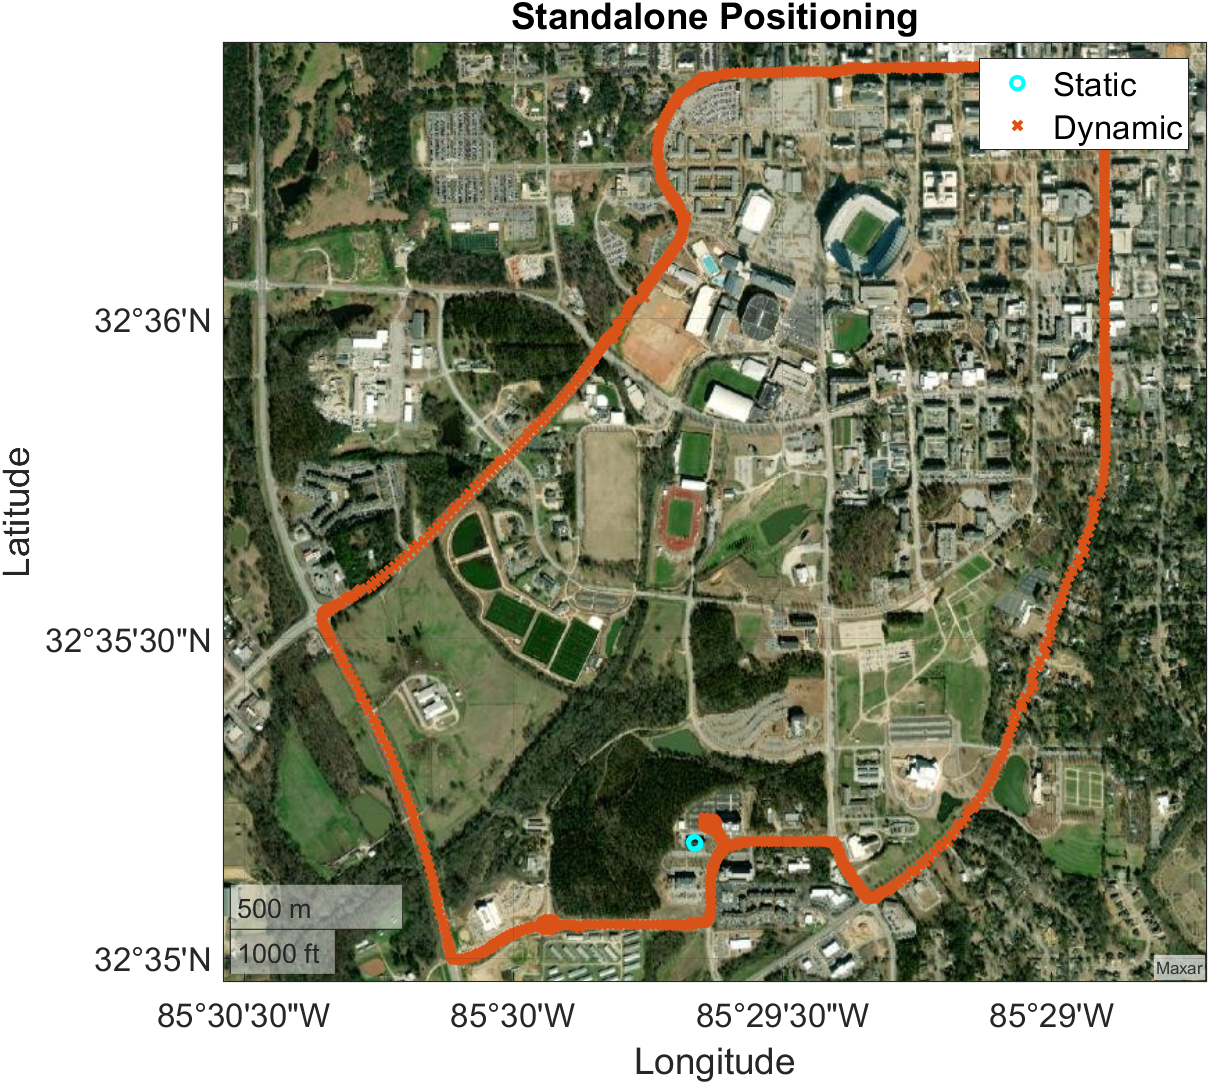 Standalone Positioning
Static
Dynamic
32°36'N
32°35'30"N
32°35'N
Latitude
500 m
1000 ft
Maxar
85°30'30"W
85°30'W
85°29'30"W
85°29'W
Longitude